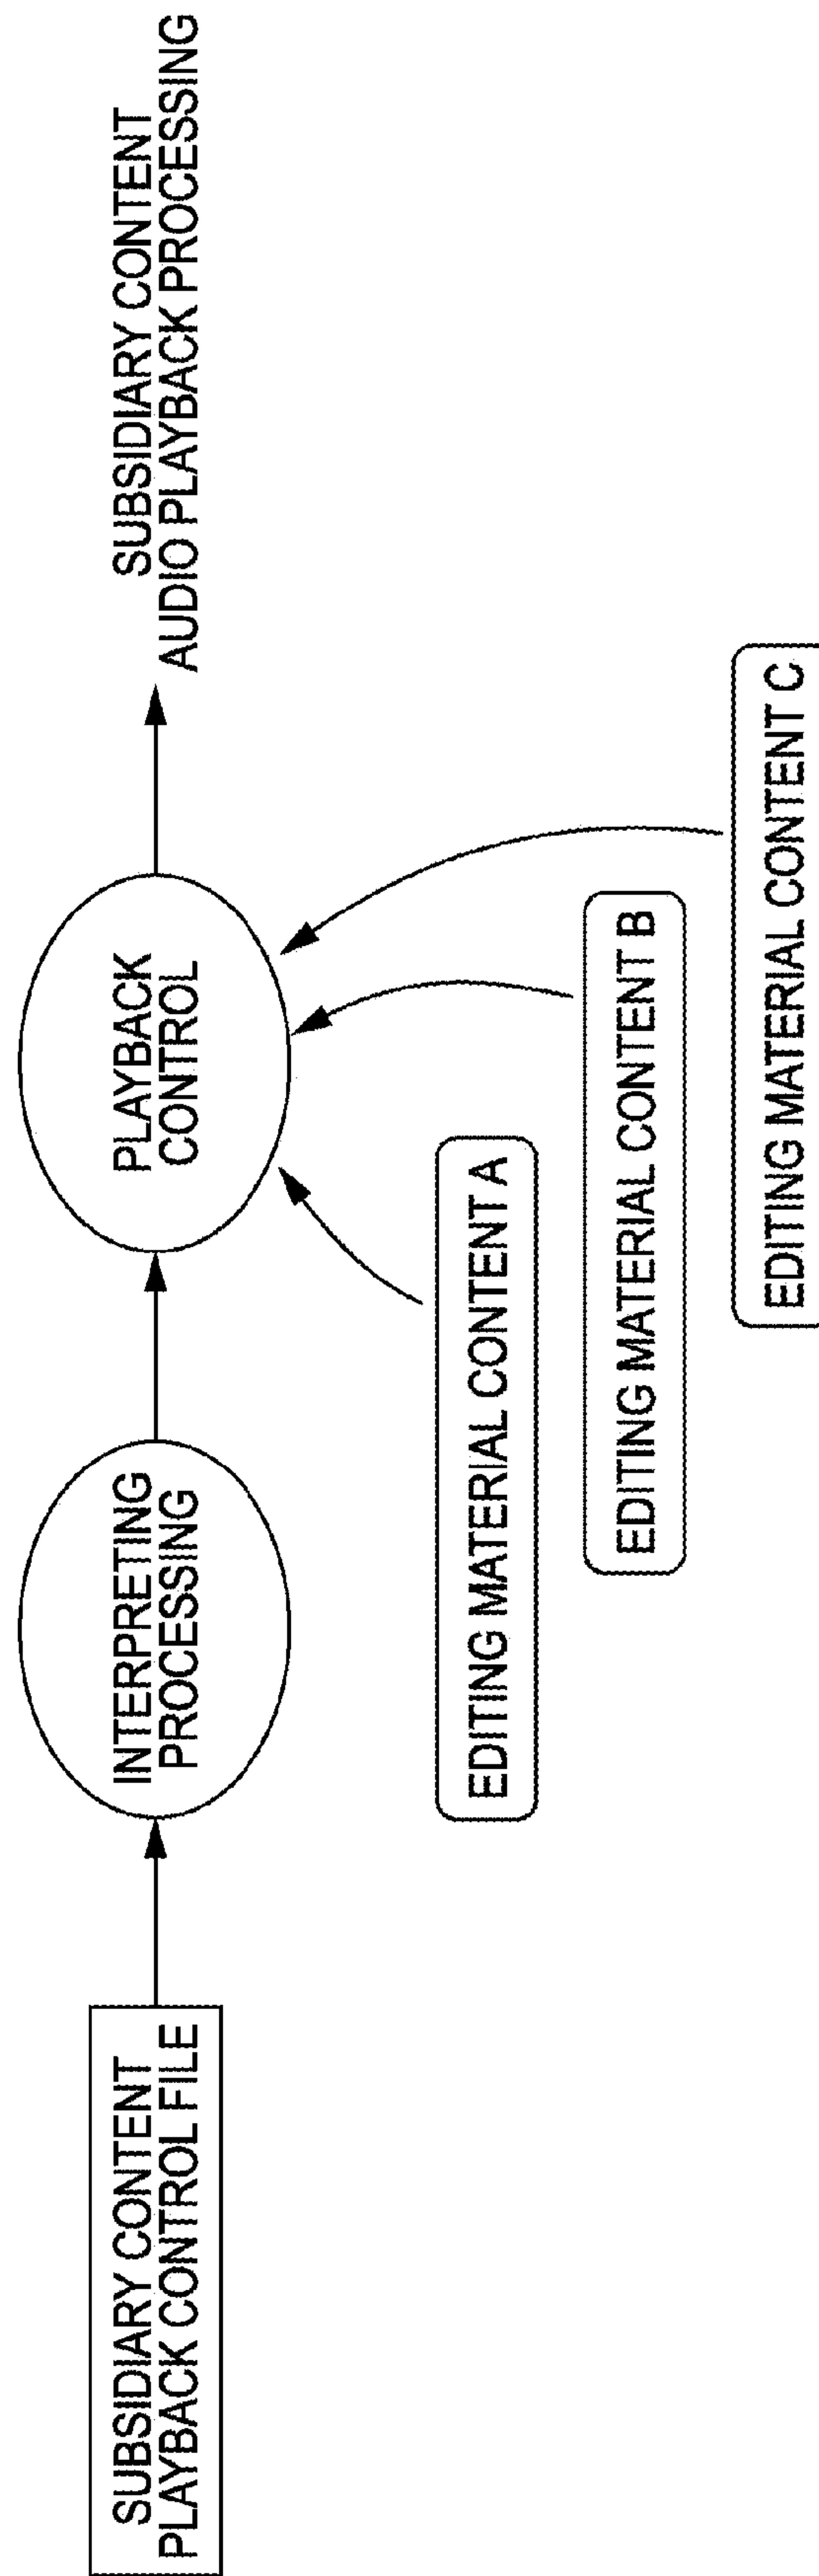 SUBSIDIARY CONTENT
PLAYBACK CONTROL FILE
INTERPRETING
PROCESSING
PLAYBACK
CONTROL
SUBSIDIARY CONTENT
AUDIO PLAYBACK PROCESSING
EDITING MATERIAL CONTENT A
EDITING MATERIAL CONTENT B
EDITING MATERIAL CONTENT C